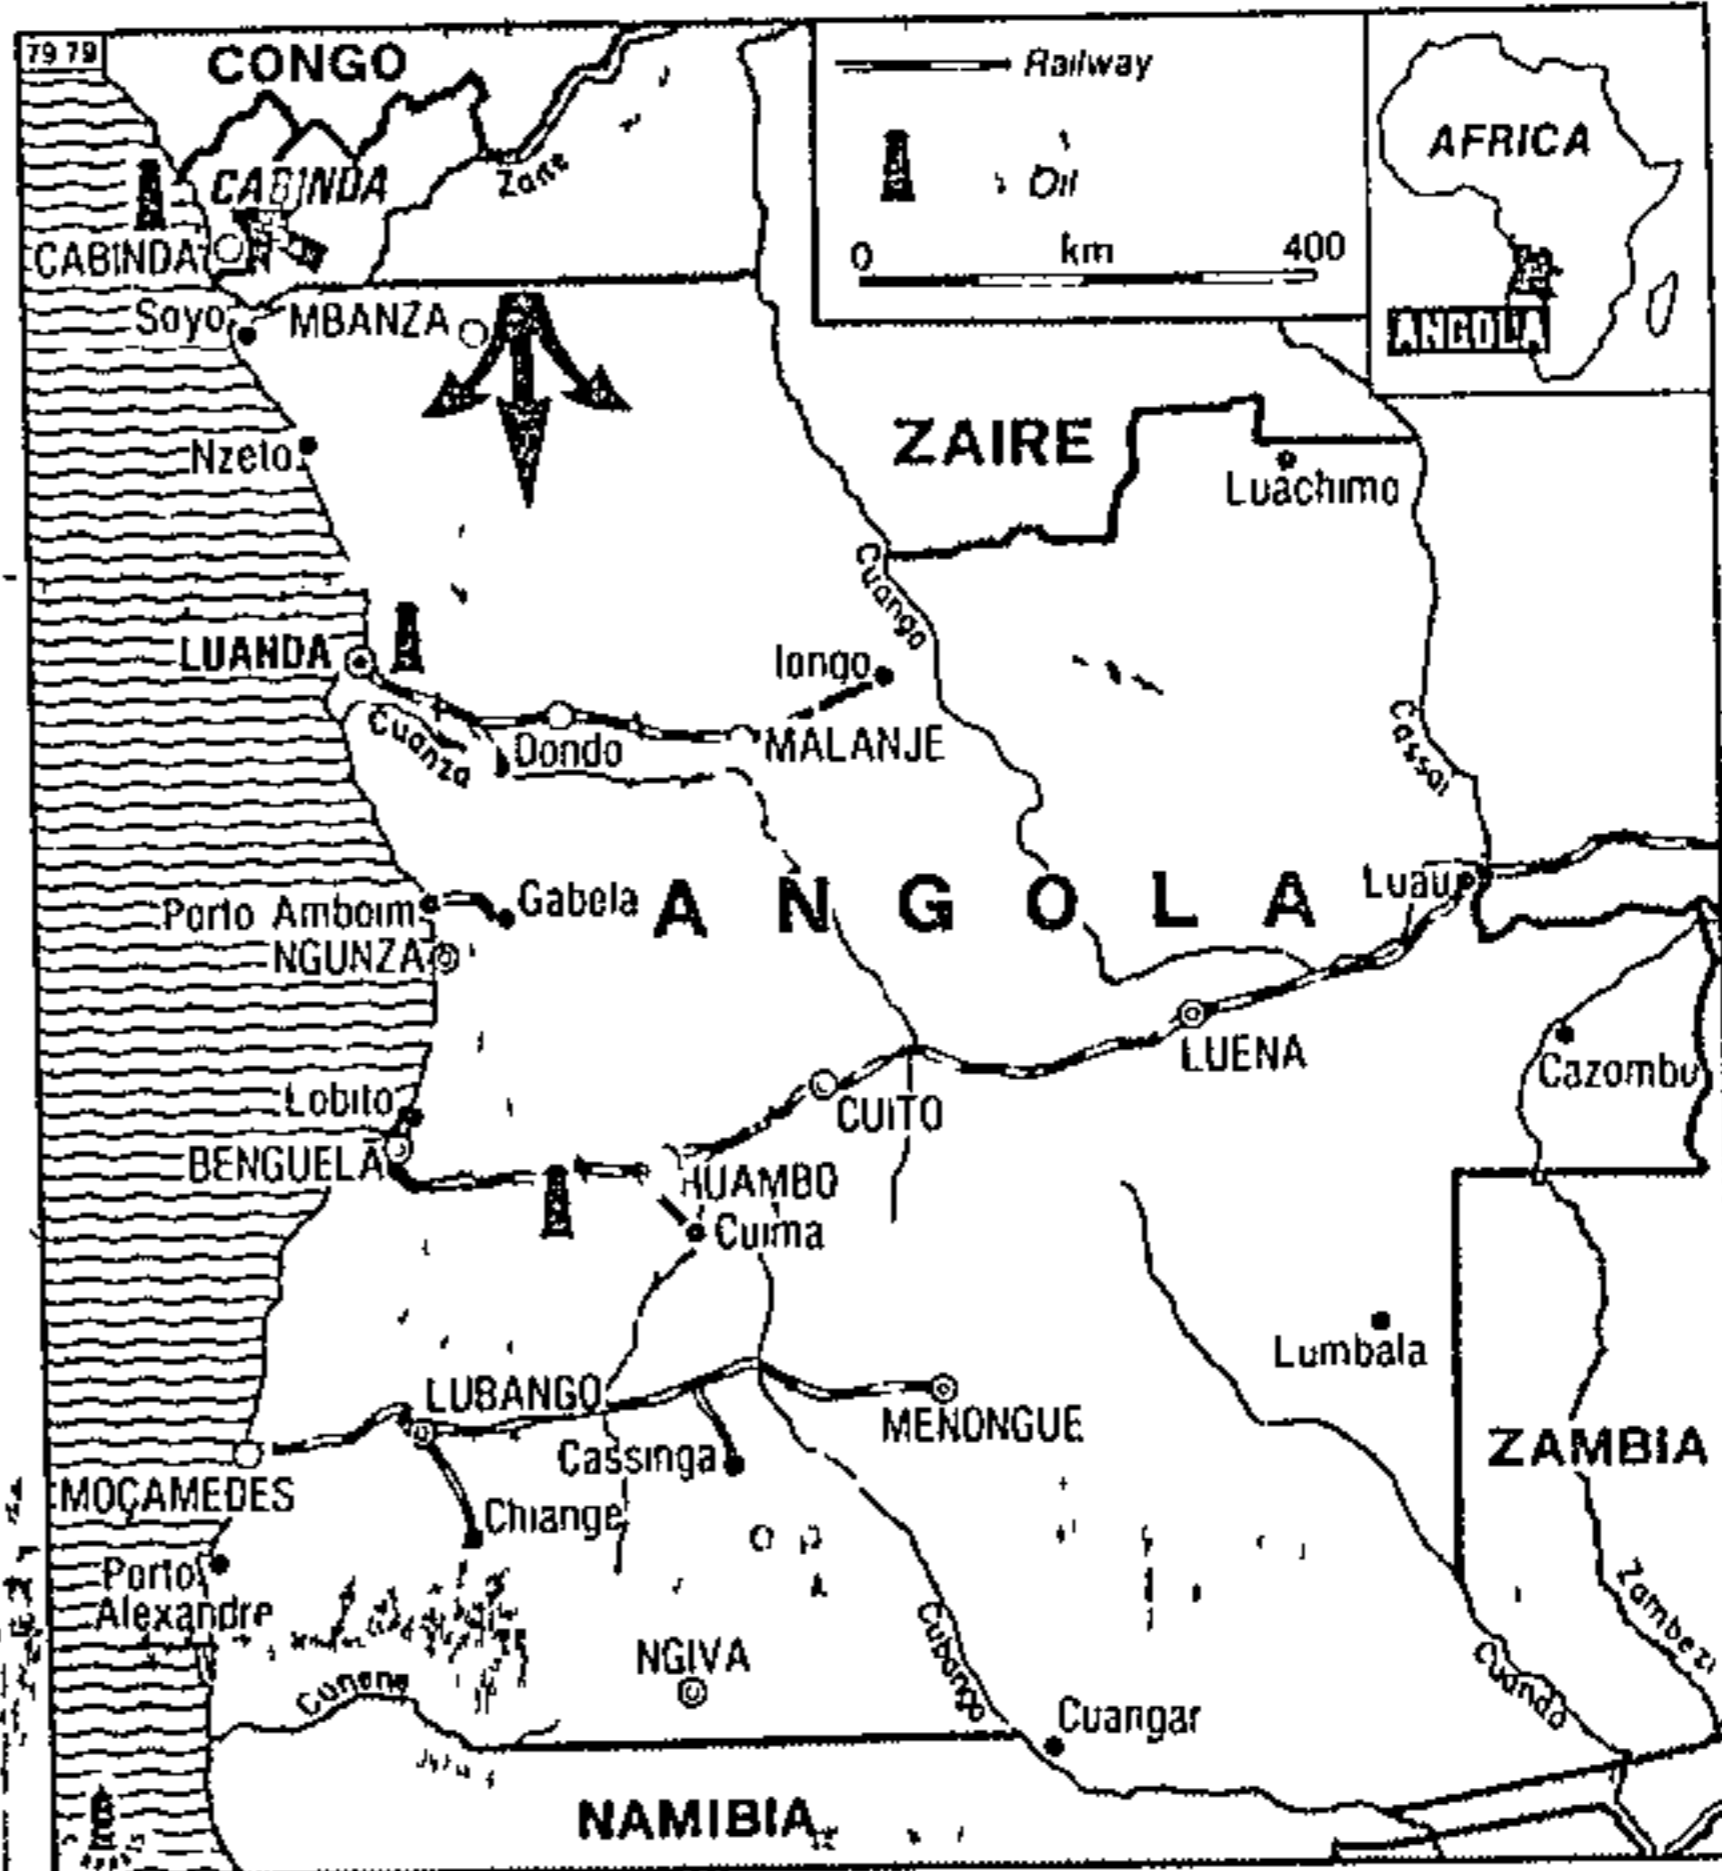 79 79
CONGO
Railway
AFRICA
Oil
CABINDA
CABINDA
0 km 400
Soyo
MBANZA
ANGOLA
Nzeto
ZAIRE
Luachimo
Cuango
LUANDA
Iongo
Cuanza
Dondo
MALANJE
Cassai
Porto Amboim
Gabela
ANGOLA
Luau
NGUNZA
LUENA
Cazombo
Lobito
CUITO
BENGUELA
HUAMBO
Cuima
Lumbala
LUBANGO
MENONGUE
Cassinga
ZAMBIA
MOÇAMEDES
Chiange
Porto
Alexandre
NGIVA
Cubango
Zambezi
Cunene
Cuando
Cuangar
NAMIBIA